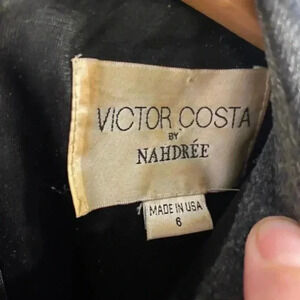 VICTOR COSTA
BY
NAHDRÉE
MADE IN USA
6